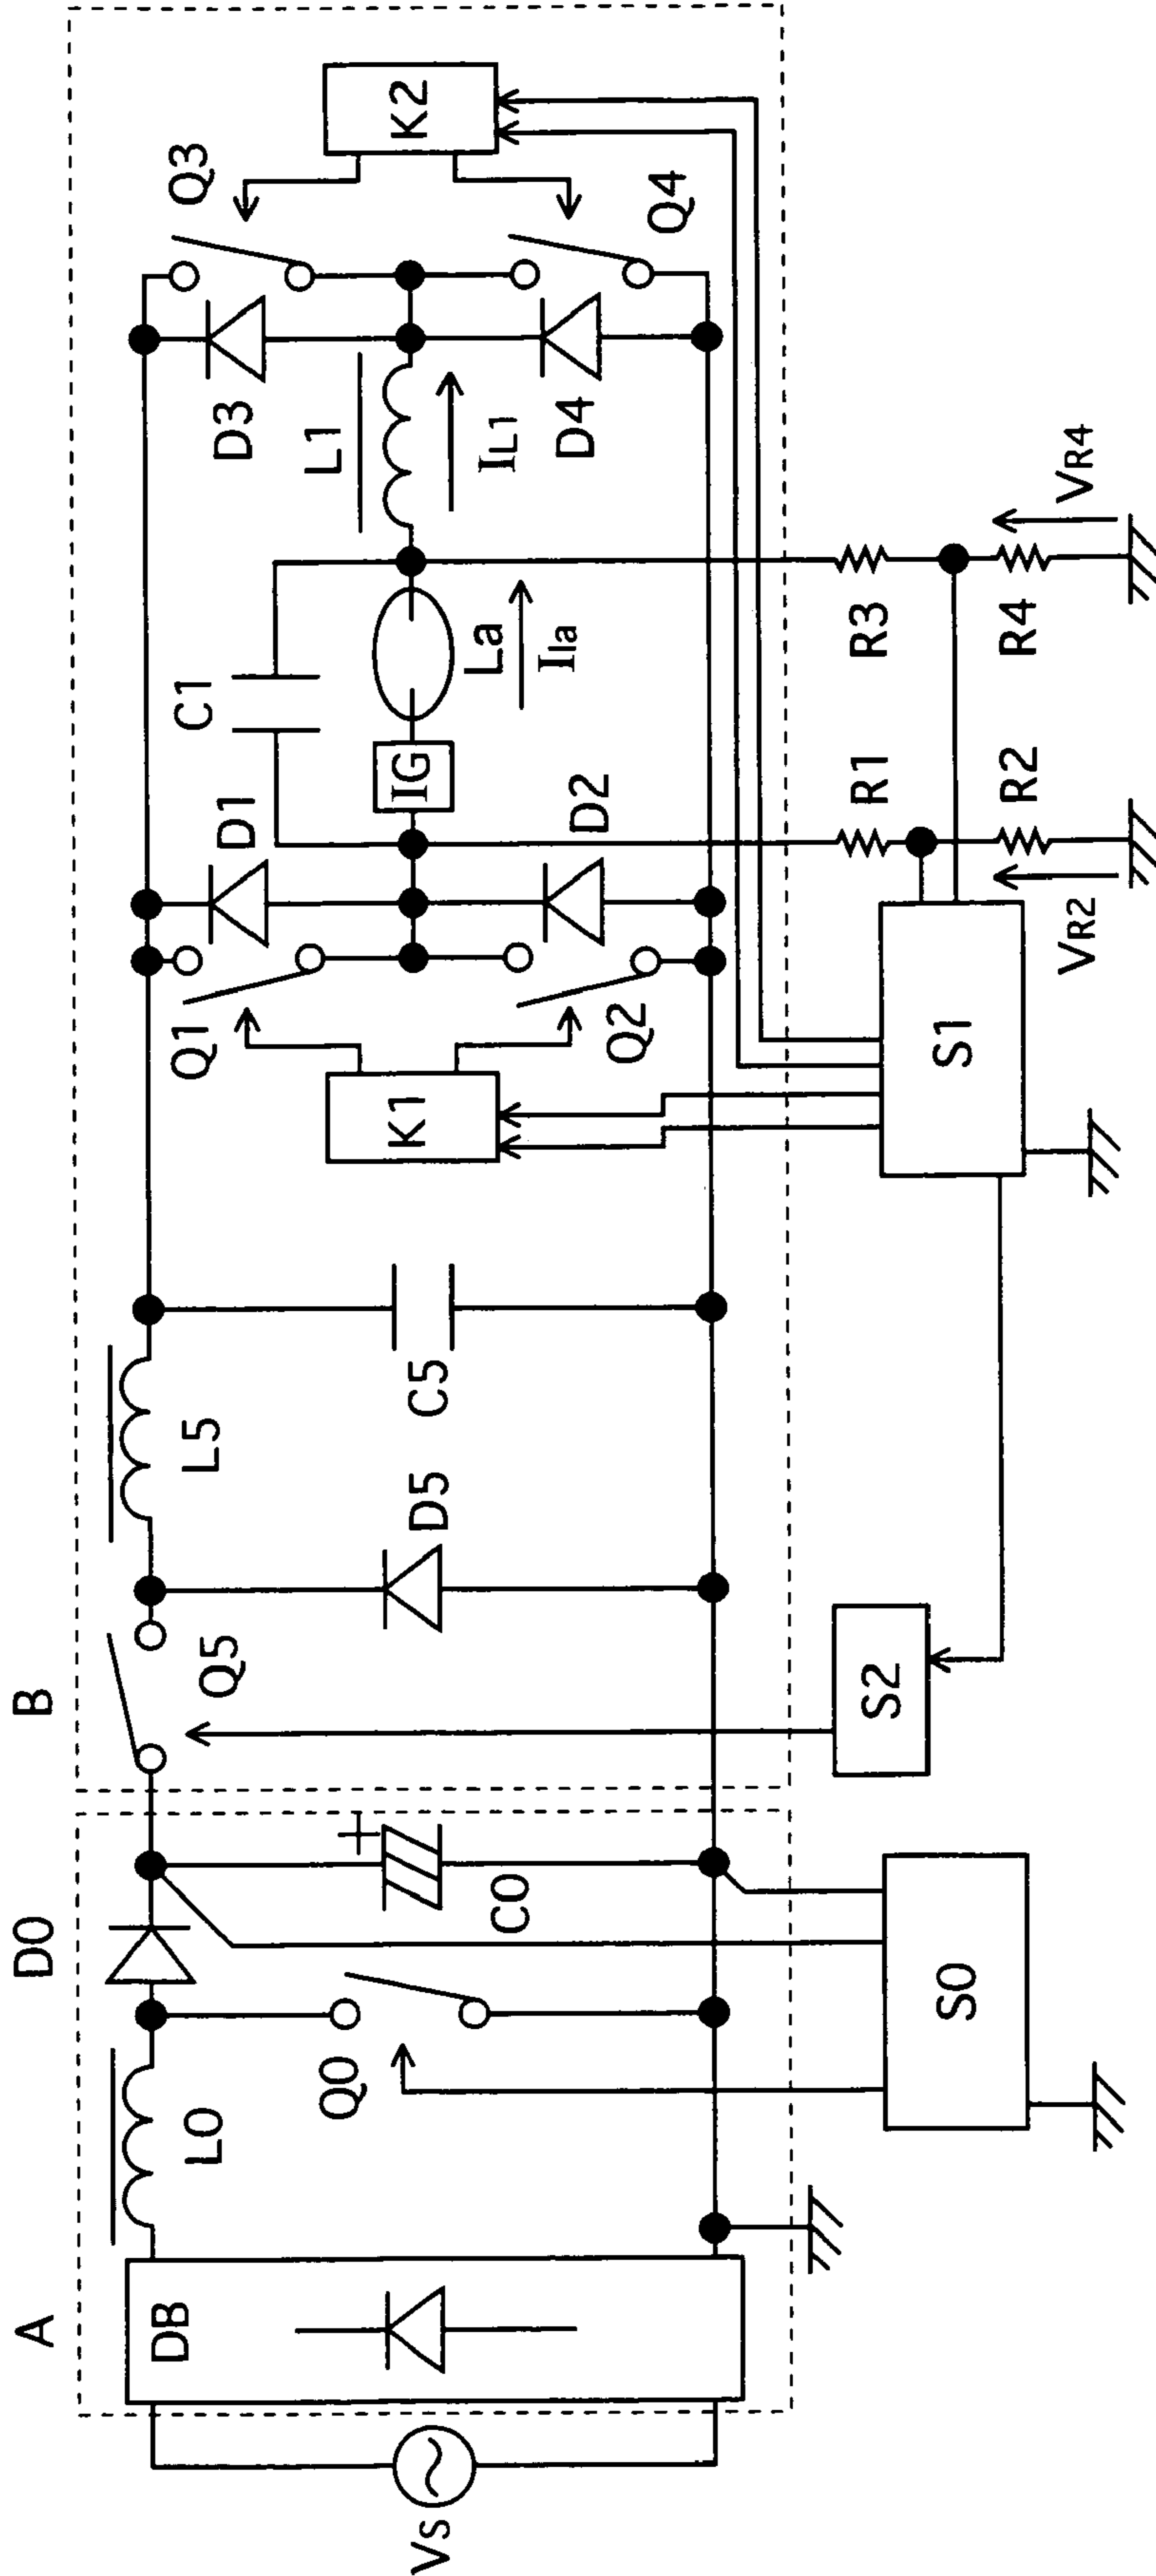 A
B
Vs
DB
L0
D0
Q0
C0
S0
Q5
D5
L5
C5
S2
K1
Q1
Q2
D1
D2
C1
IG
La
Ila
L1
IL1
D3
D4
Q3
Q4
K2
S1
R1
R2
VR2
R3
R4
VR4